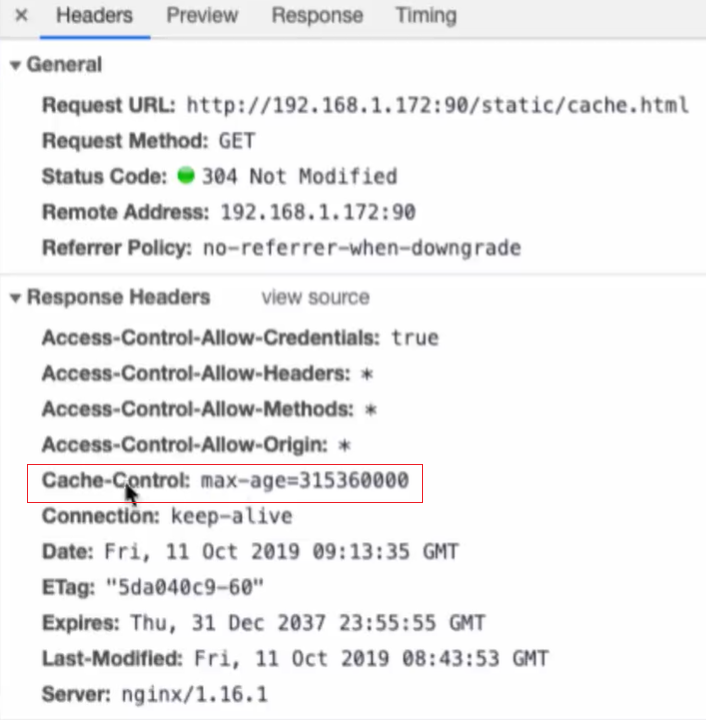 × Headers Preview Response Timing
▼ General
Request URL: http://192.168.1.172:90/static/cache.html
Request Method: GET
Status Code: 304 Not Modified
Remote Address: 192.168.1.172:90
Referrer Policy: no-referrer-when-downgrade
▼ Response Headers view source
Access-Control-Allow-Credentials: true
Access-Control-Allow-Headers: *
Access-Control-Allow-Methods: *
Access-Control-Allow-Origin: *
Cache-Control: max-age=315360000
Connection: keep-alive
Date: Fri, 11 Oct 2019 09:13:35 GMT
ETag: "5da040c9-60"
Expires: Thu, 31 Dec 2037 23:55:55 GMT
Last-Modified: Fri, 11 Oct 2019 08:43:53 GMT
Server: nginx/1.16.1